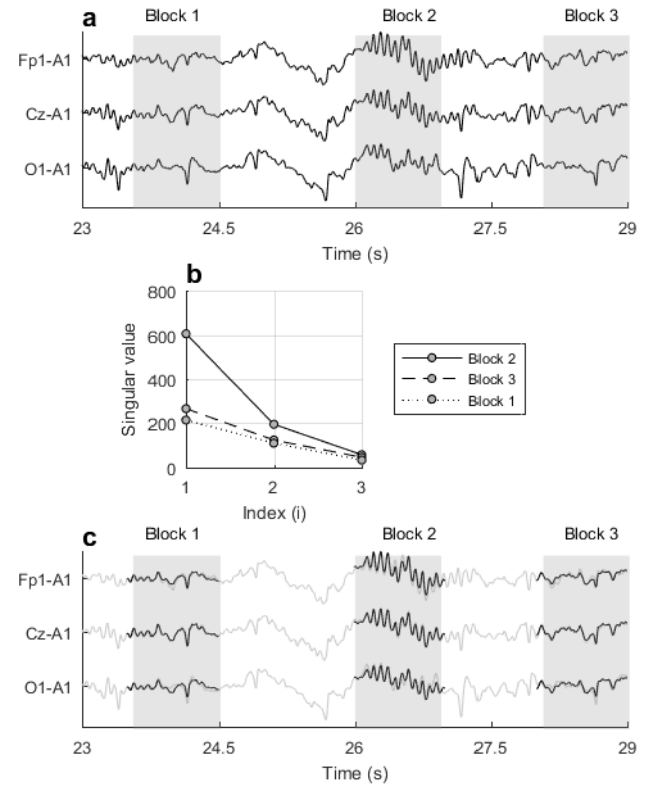 a
Block 1 Block 2 Block 3
Fp1-A1
Cz-A1
O1-A1
23 24.5 26 27.5 29
Time (s)
b
800
600
400
200
0
Singular value
1 2 3
Index (i)
Block 2
Block 3
Block 1
c
Block 1 Block 2 Block 3
Fp1-A1
Cz-A1
O1-A1
23 24.5 26 27.5 29
Time (s)